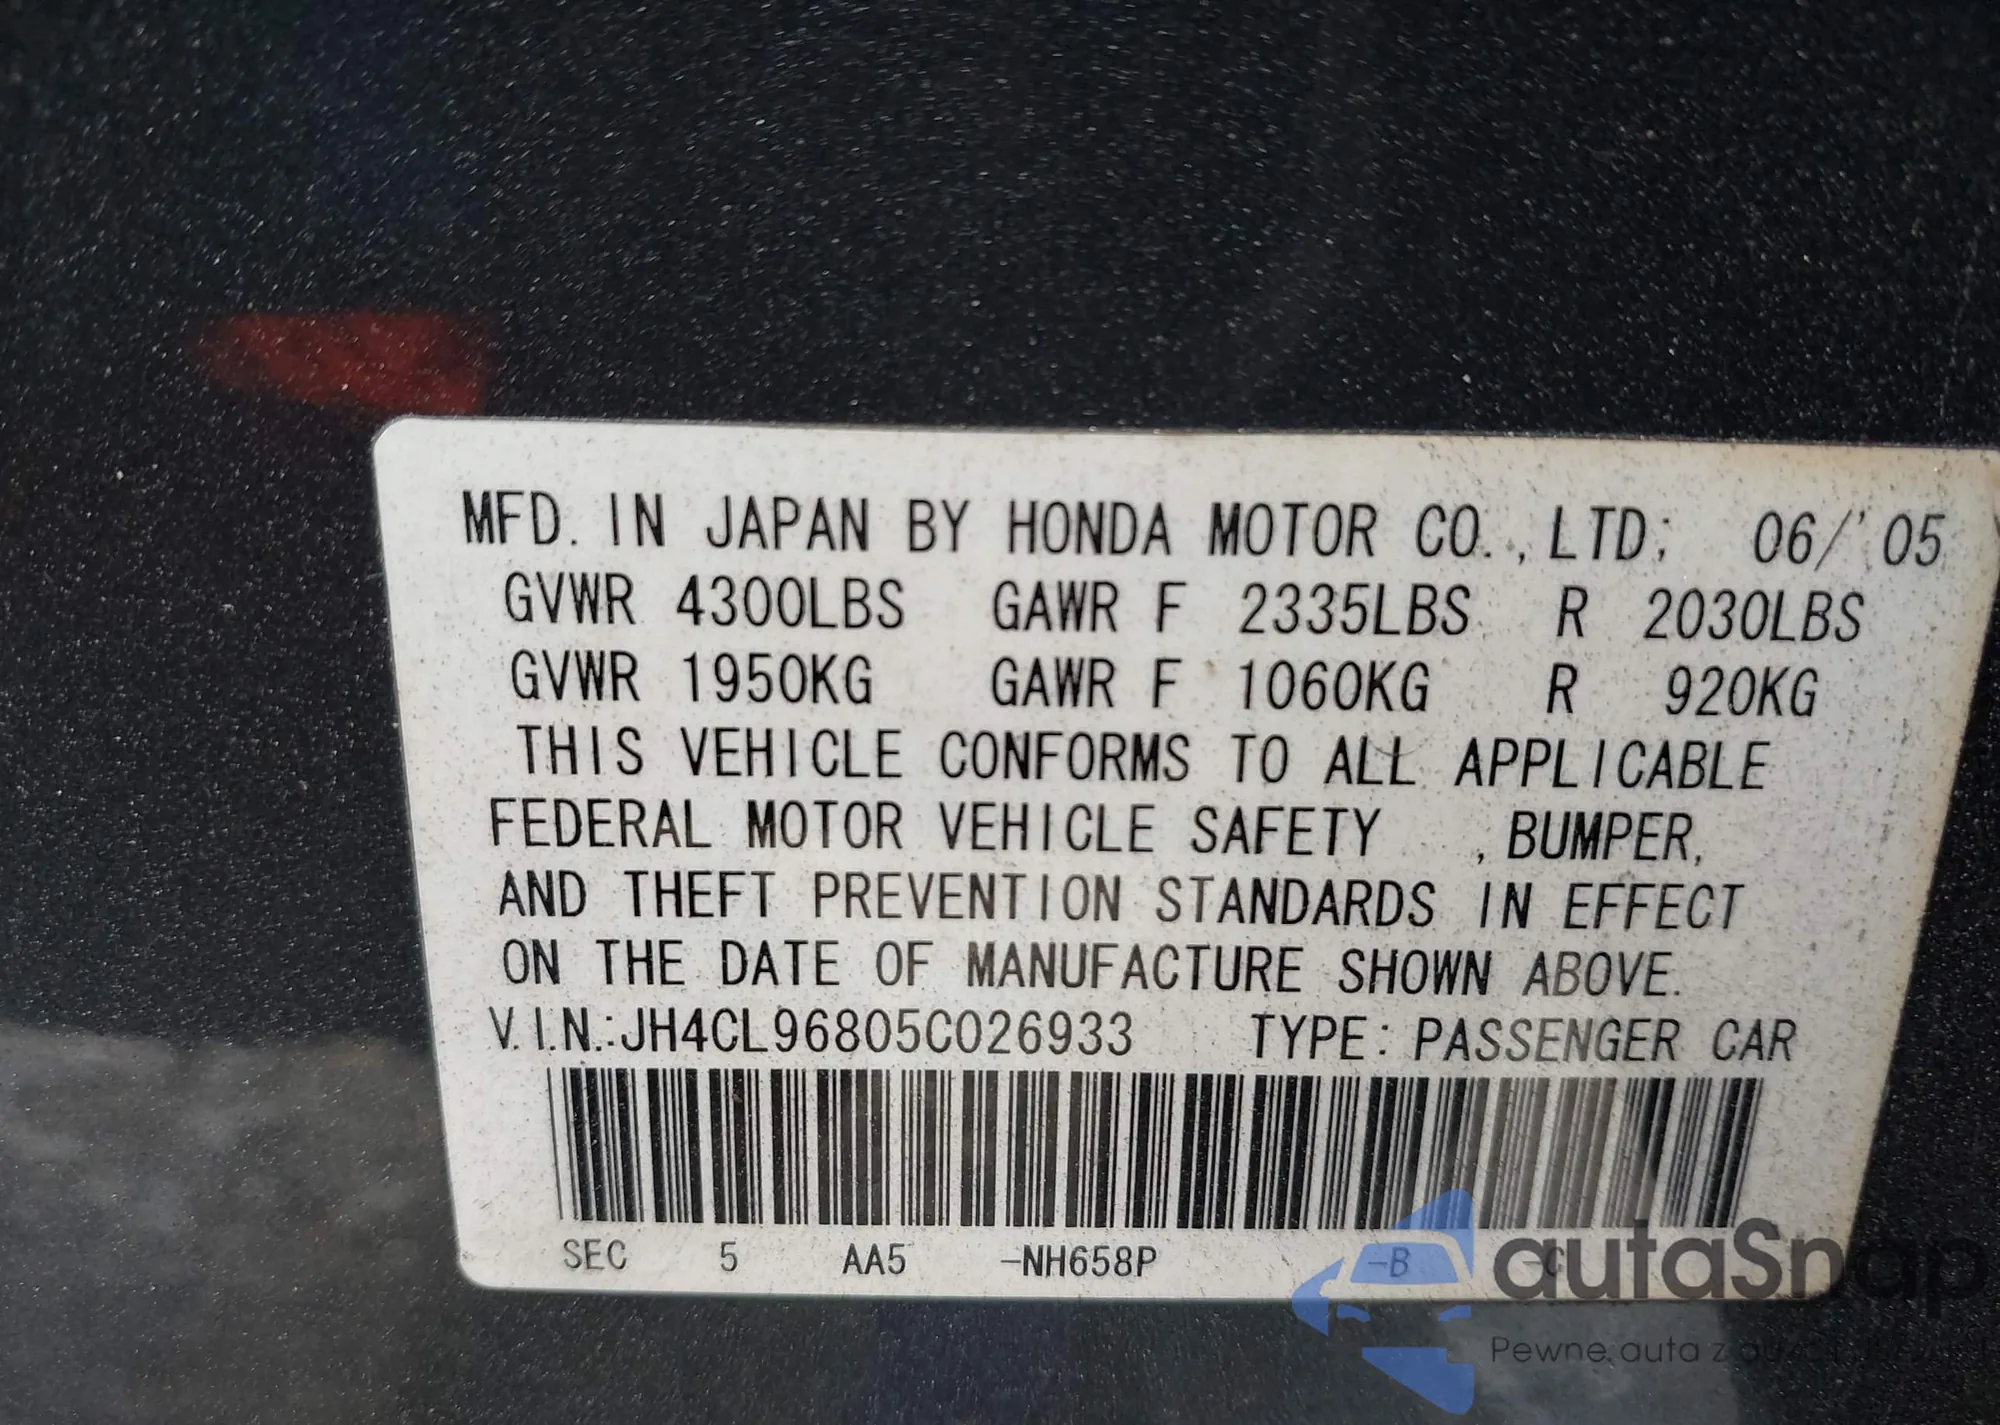 MFD. IN JAPAN BY HONDA MOTOR CO.,LTD; 06/'05
GVWR 4300LBS GAWR F 2335LBS R 2030LBS
GVWR 1950KG GAWR F 1060KG R 920KG
THIS VEHICLE CONFORMS TO ALL APPLICABLE
FEDERAL MOTOR VEHICLE SAFETY , BUMPER,
AND THEFT PREVENTION STANDARDS IN EFFECT
ON THE DATE OF MANUFACTURE SHOWN ABOVE.
V.I.N.:JH4CL96805C026933 TYPE: PASSENGER CAR
SEC 5 AA5 -NH658P -B -C
autaSnap
Pewne auta z